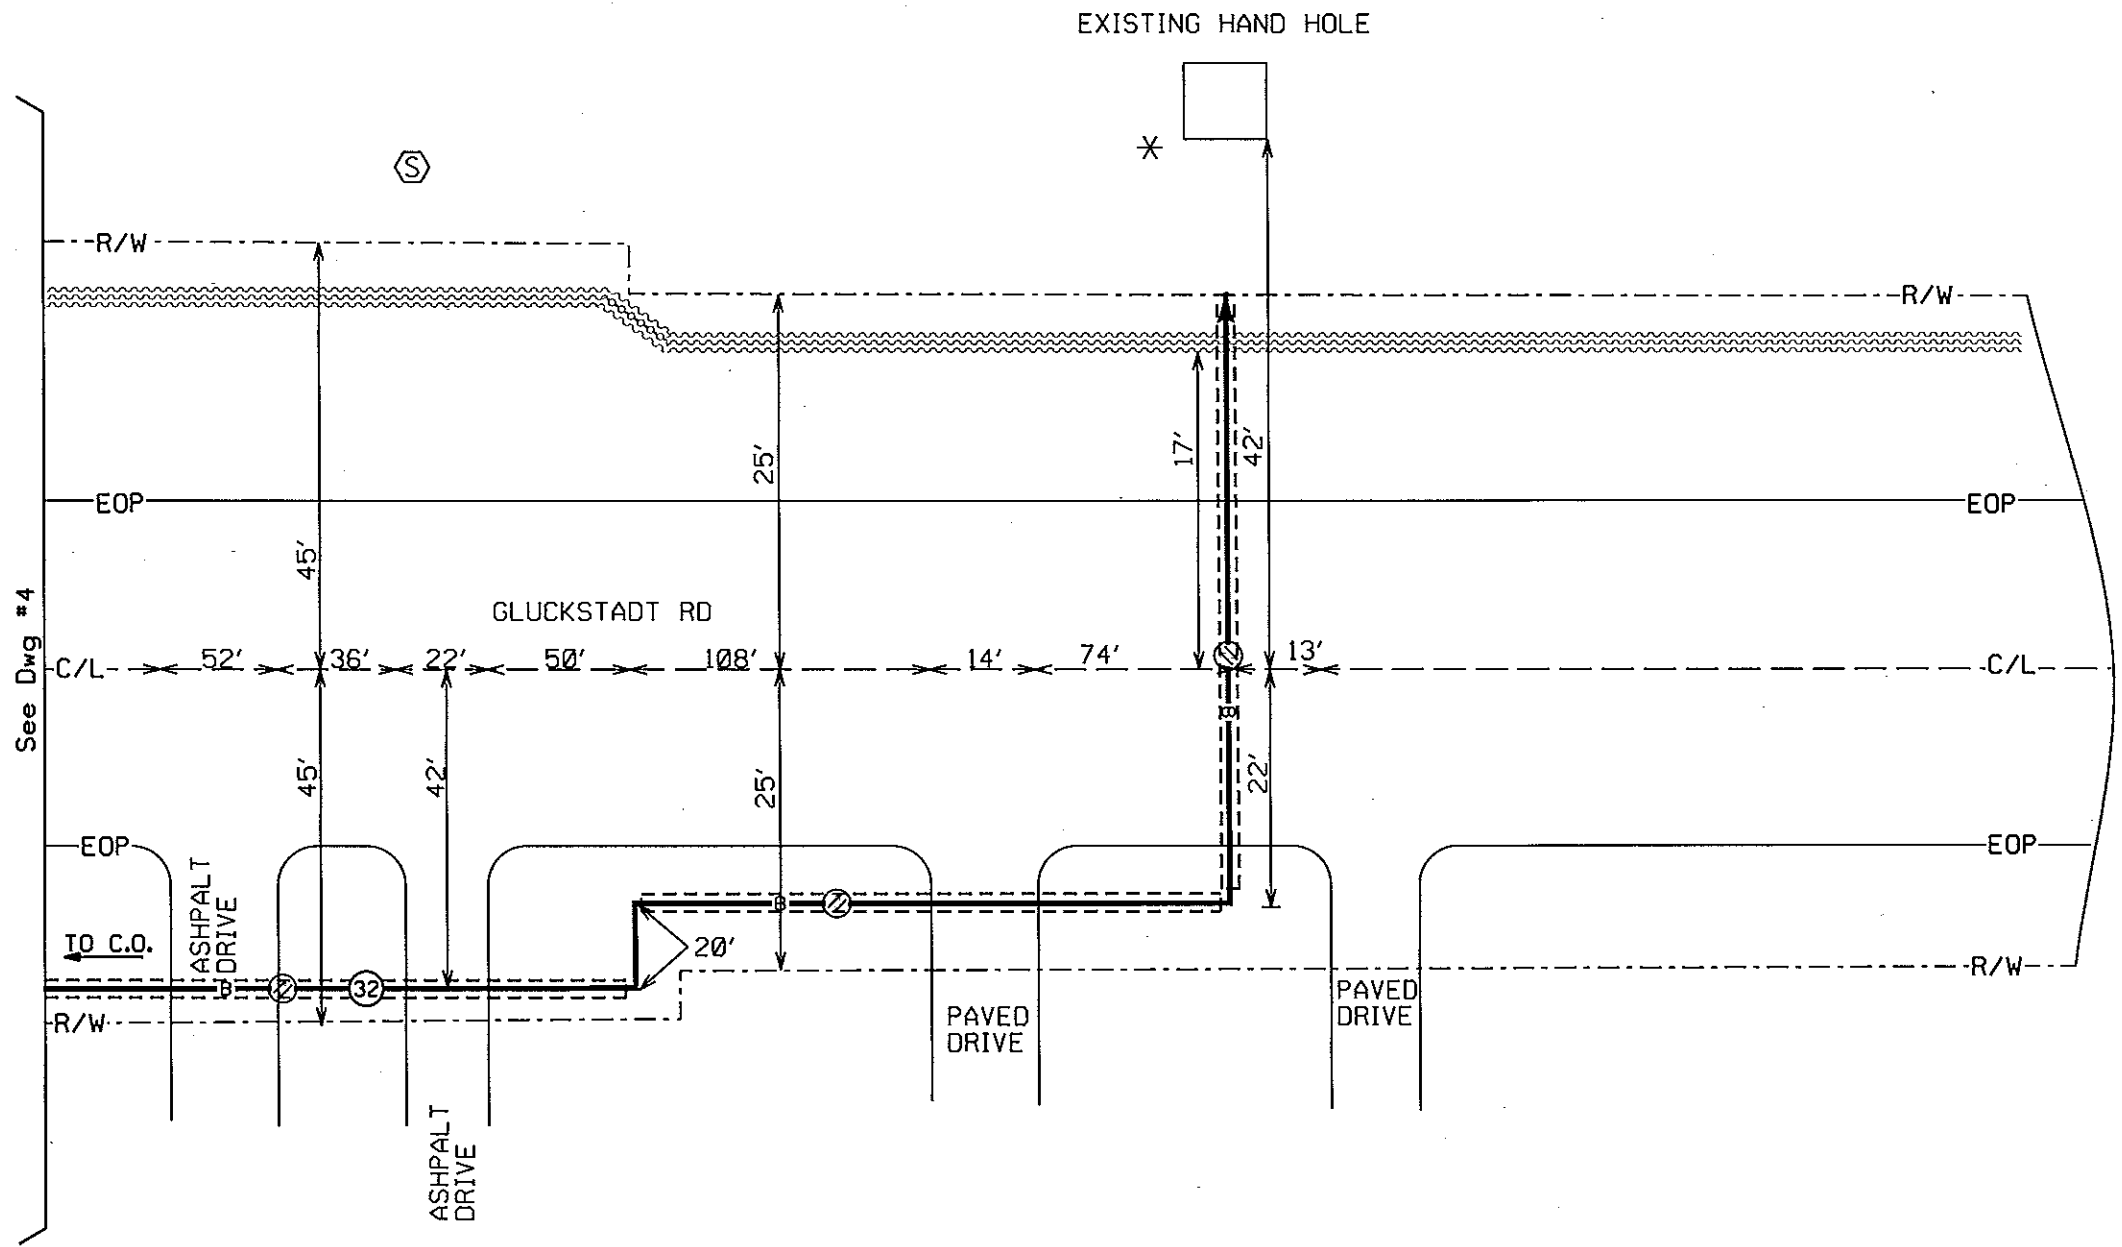 EXISTING HAND HOLE
S
*
R/W
R/W
17'
42'
25'
EOP
EOP
45'
See Dwg #4
GLUCKSTADT RD
C/L
52'
36'
22'
50'
108'
14'
74'
13'
C/L
B
45'
42'
25'
22'
EOP
EOP
ASHPALT
DRIVE
B
TO C.O.
20'
B
32
R/W
R/W
PAVED
DRIVE
PAVED
DRIVE
ASHPALT
DRIVE